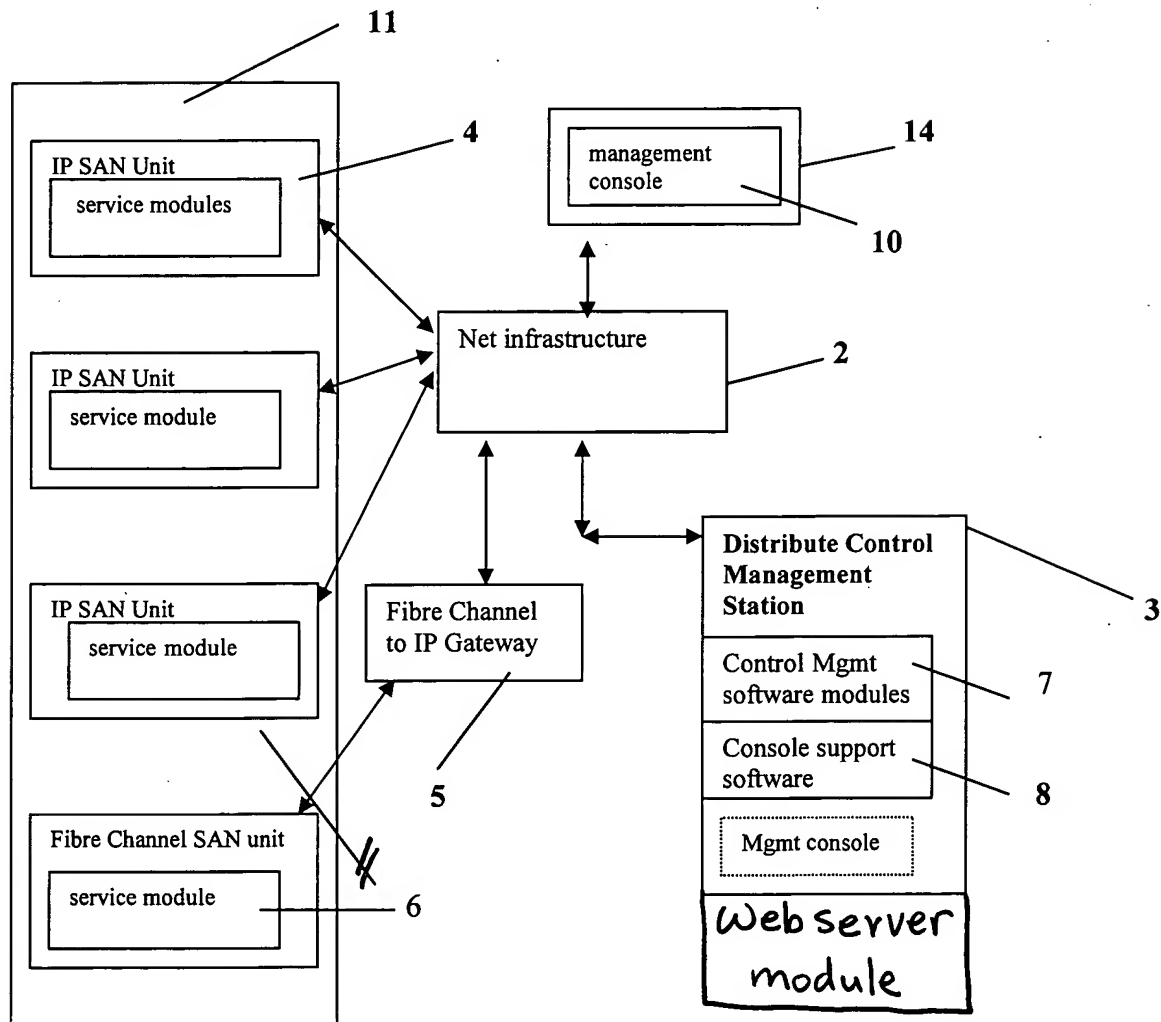 11
IP SAN Unit
service modules
4
management
console
14
10
IP SAN Unit
service module
Net infrastructure
2
IP SAN Unit
service module
Fibre Channel
to IP Gateway
5
Distribute Control
Management
Station
3
Control Mgmt
software modules
7
Console support
software
8
Mgmt console
Web server
module
Fibre Channel SAN unit
service module
6